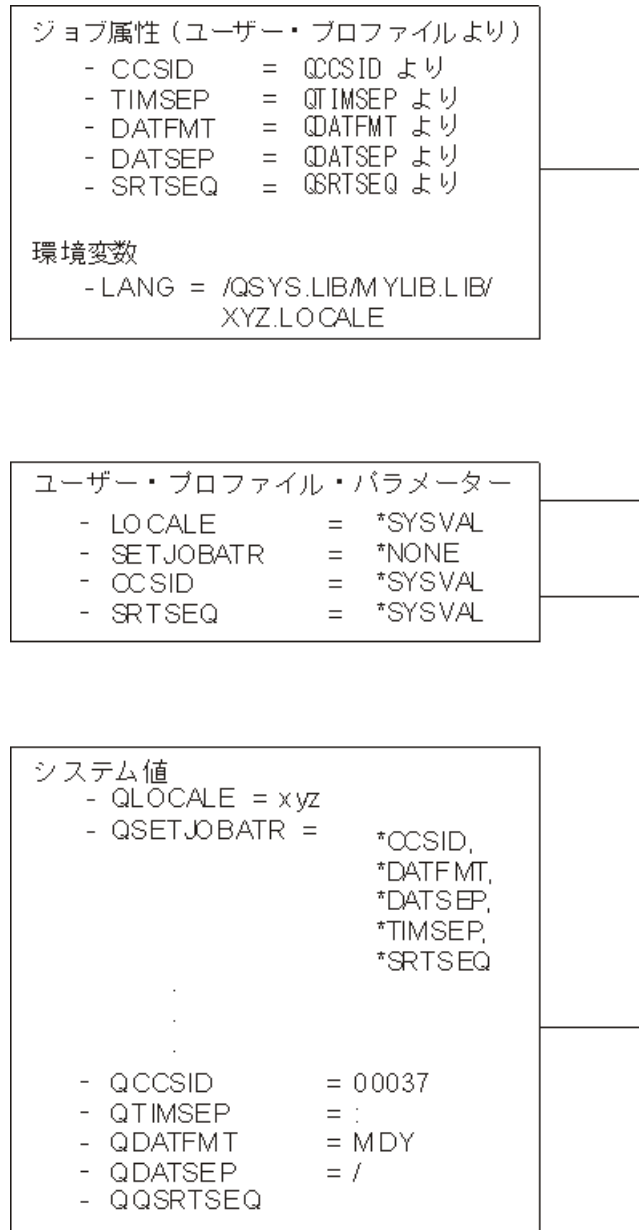 ジョブ属性（ユーザー・プロファイルより）
- CCSID = QCCSID より
- TIMSEP = QTIMSEP より
- DATFMT = QDATFMT より
- DATSEP = QDATSEP より
- SRTSEQ = QSRTSEQ より
環境変数
- LANG = /QSYS.LIB/MYLIB.LIB/
XYZ.LOCALE
ユーザー・プロファイル・パラメーター
- LOCALE = *SYSVAL
- SETJOBATR = *NONE
- CCSID = *SYSVAL
- SRTSEQ = *SYSVAL
システム値
- QLOCALE = xyz
- QSETJOBATR = *CCSID,
*DATFMT,
*DATSEP,
*TIMSEP,
*SRTSEQ
.
.
.
- QCCSID = 00037
- QTIMSEP = :
- QDATFMT = MDY
- QDATSEP = /
- QQSRTSEQ